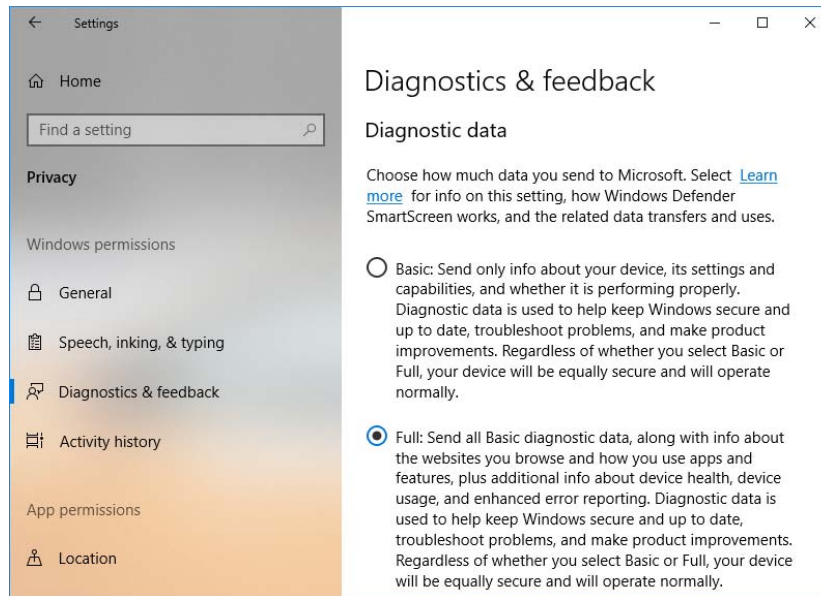 Settings
Home
Find a setting
Privacy
Windows permissions
General
Speech, inking, & typing
Diagnostics & feedback
Activity history
App permissions
Location
Diagnostics & feedback
Diagnostic data
Choose how much data you send to Microsoft. Select Learn
more for info on this setting, how Windows Defender
SmartScreen works, and the related data transfers and uses.
Basic: Send only info about your device, its settings and
capabilities, and whether it is performing properly.
Diagnostic data is used to help keep Windows secure and
up to date, troubleshoot problems, and make product
improvements. Regardless of whether you select Basic or
Full, your device will be equally secure and will operate
normally.
Full: Send all Basic diagnostic data, along with info about
the websites you browse and how you use apps and
features, plus additional info about device health, device
usage, and enhanced error reporting. Diagnostic data is
used to help keep Windows secure and up to date,
troubleshoot problems, and make product improvements.
Regardless of whether you select Basic or Full, your device
will be equally secure and will operate normally.